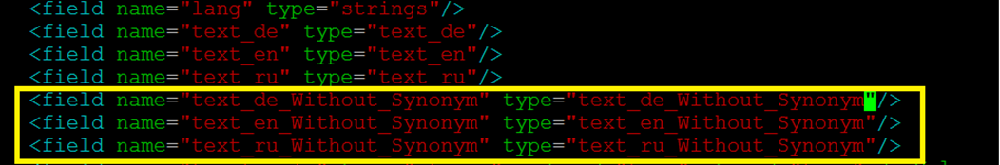 <field name="lang" type="strings"/>
<field name="text_de" type="text_de"/>
<field name="text_en" type="text_en"/>
<field name="text_ru" type="text_ru"/>
<field name="text_de_Without_Synonym" type="text_de_Without_Synonym"/>
<field name="text_en_Without_Synonym" type="text_en_Without_Synonym"/>
<field name="text_ru_Without_Synonym" type="text_ru_Without_Synonym"/>